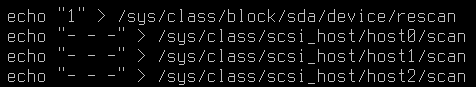 echo "1" > /sys/class/block/sda/device/rescan
echo "- - -" > /sys/class/scsi_host/host0/scan
echo "- - -" > /sys/class/scsi_host/host1/scan
echo "- - -" > /sys/class/scsi_host/host2/scan